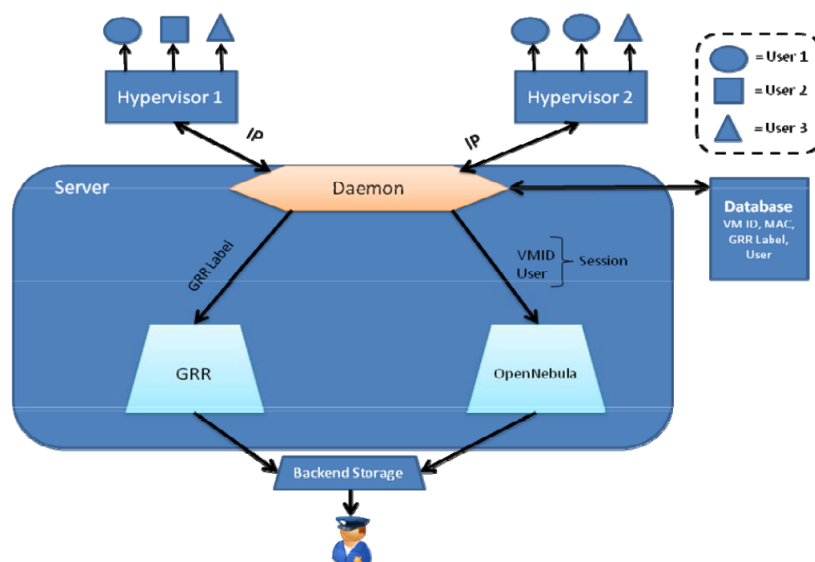 = User 1
= User 2
= User 3
Hypervisor 1
Hypervisor 2
IP
IP
Server
Daemon
Database
VM ID, MAC,
GRR Label,
User
GRR Label
VMID
User
Session
GRR
OpenNebula
Backend Storage